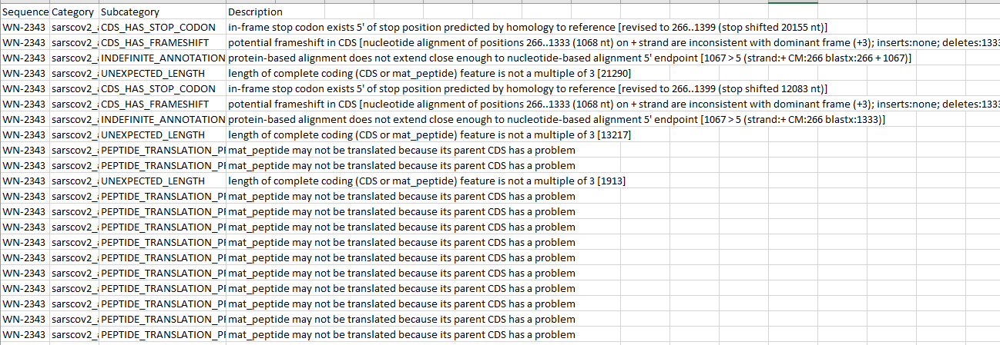 Sequence Category Subcategory Description
WN-2343 sarscov2_ CDS_HAS_STOP_CODON in-frame stop codon exists 5' of stop position predicted by homology to reference [revised to 266..1399 (stop shifted 20155 nt)]
WN-2343 sarscov2_ CDS_HAS_FRAMESHIFT potential frameshift in CDS [nucleotide alignment of positions 266..1333 (1068 nt) on + strand are inconsistent with dominant frame (+3); inserts:none; deletes:133
WN-2343 sarscov2_ INDEFINITE_ANNOTATION protein-based alignment does not extend close enough to nucleotide-based alignment 5' endpoint [1067 > 5 (strand:+ CM:266 blastx:266 + 1067)]
WN-2343 sarscov2_ UNEXPECTED_LENGTH length of complete coding (CDS or mat_peptide) feature is not a multiple of 3 [21290]
WN-2343 sarscov2_ CDS_HAS_STOP_CODON in-frame stop codon exists 5' of stop position predicted by homology to reference [revised to 266..1399 (stop shifted 12083 nt)]
WN-2343 sarscov2_ CDS_HAS_FRAMESHIFT potential frameshift in CDS [nucleotide alignment of positions 266..1333 (1068 nt) on + strand are inconsistent with dominant frame (+3); inserts:none; deletes:133
WN-2343 sarscov2_ INDEFINITE_ANNOTATION protein-based alignment does not extend close enough to nucleotide-based alignment 5' endpoint [1067 > 5 (strand:+ CM:266 blastx:1333)]
WN-2343 sarscov2_ UNEXPECTED_LENGTH length of complete coding (CDS or mat_peptide) feature is not a multiple of 3 [13217]
WN-2343 sarscov2_ PEPTIDE_TRANSLATION_P mat_peptide may not be translated because its parent CDS has a problem
WN-2343 sarscov2_ PEPTIDE_TRANSLATION_P mat_peptide may not be translated because its parent CDS has a problem
WN-2343 sarscov2_ UNEXPECTED_LENGTH length of complete coding (CDS or mat_peptide) feature is not a multiple of 3 [1913]
WN-2343 sarscov2_ PEPTIDE_TRANSLATION_P mat_peptide may not be translated because its parent CDS has a problem
WN-2343 sarscov2_ PEPTIDE_TRANSLATION_P mat_peptide may not be translated because its parent CDS has a problem
WN-2343 sarscov2_ PEPTIDE_TRANSLATION_P mat_peptide may not be translated because its parent CDS has a problem
WN-2343 sarscov2_ PEPTIDE_TRANSLATION_P mat_peptide may not be translated because its parent CDS has a problem
WN-2343 sarscov2_ PEPTIDE_TRANSLATION_P mat_peptide may not be translated because its parent CDS has a problem
WN-2343 sarscov2_ PEPTIDE_TRANSLATION_P mat_peptide may not be translated because its parent CDS has a problem
WN-2343 sarscov2_ PEPTIDE_TRANSLATION_P mat_peptide may not be translated because its parent CDS has a problem
WN-2343 sarscov2_ PEPTIDE_TRANSLATION_P mat_peptide may not be translated because its parent CDS has a problem
WN-2343 sarscov2_ PEPTIDE_TRANSLATION_P mat_peptide may not be translated because its parent CDS has a problem
WN-2343 sarscov2_ PEPTIDE_TRANSLATION_P mat_peptide may not be translated because its parent CDS has a problem